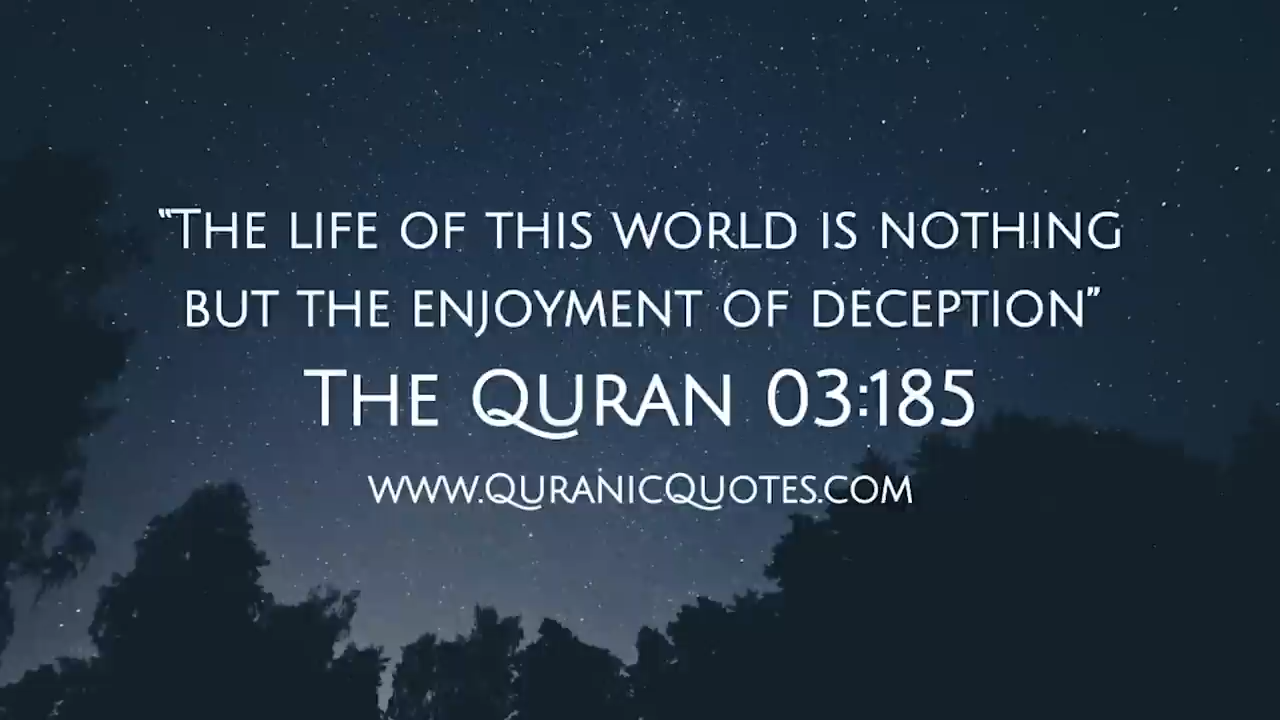 “The life of this world is nothing
but the enjoyment of deception”
The Quran 03:185
www.QuranicQuotes.com